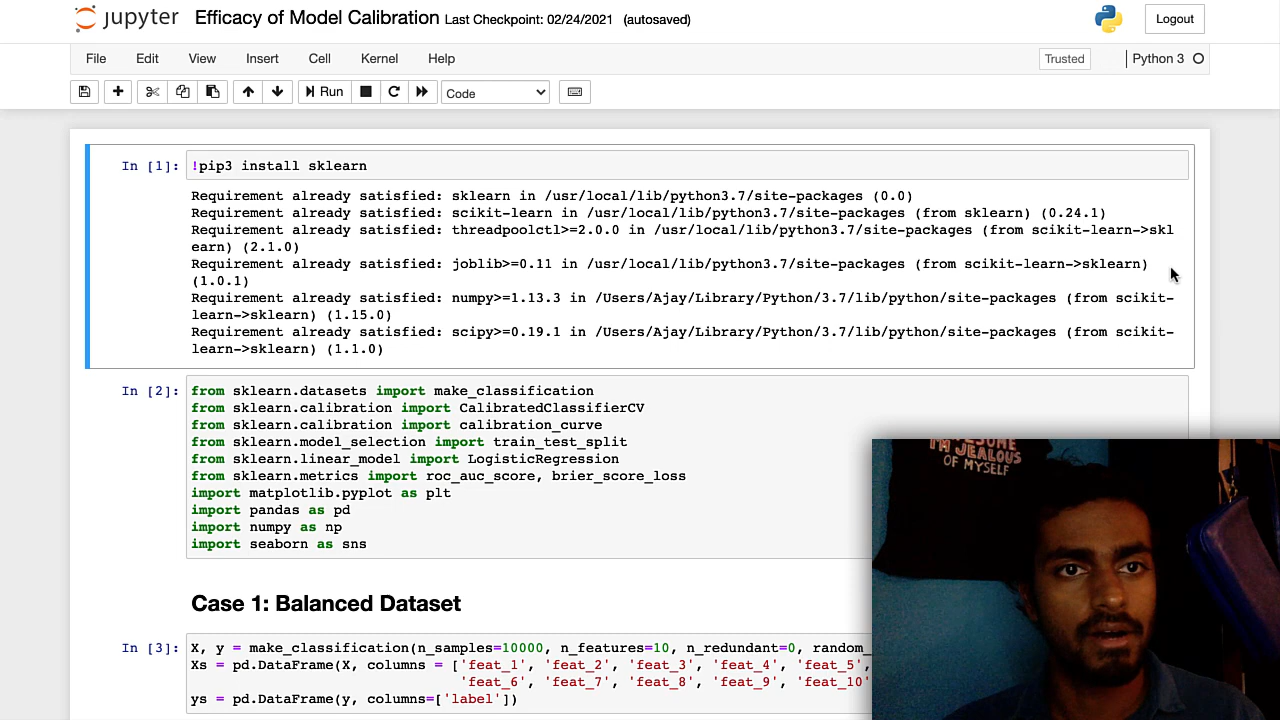 jupyter Efficacy of Model Calibration Last Checkpoint: 02/24/2021 (autosaved) Logout
File Edit View Insert Cell Kernel Help Trusted Python 3
Run Code
In [1]: !pip3 install sklearn
Requirement already satisfied: sklearn in /usr/local/lib/python3.7/site-packages (0.0)
Requirement already satisfied: scikit-learn in /usr/local/lib/python3.7/site-packages (from sklearn) (0.24.1)
Requirement already satisfied: threadpoolctl>=2.0.0 in /usr/local/lib/python3.7/site-packages (from scikit-learn->skl
earn) (2.1.0)
Requirement already satisfied: joblib>=0.11 in /usr/local/lib/python3.7/site-packages (from scikit-learn->sklearn)
(1.0.1)
Requirement already satisfied: numpy>=1.13.3 in /Users/Ajay/Library/Python/3.7/lib/python/site-packages (from scikit-
learn->sklearn) (1.15.0)
Requirement already satisfied: scipy>=0.19.1 in /Users/Ajay/Library/Python/3.7/lib/python/site-packages (from scikit-
learn->sklearn) (1.1.0)
In [2]: from sklearn.datasets import make_classification
from sklearn.calibration import CalibratedClassifierCV
from sklearn.calibration import calibration_curve
from sklearn.model_selection import train_test_split
from sklearn.linear_model import LogisticRegression
from sklearn.metrics import roc_auc_score, brier_score_loss
import matplotlib.pyplot as plt
import pandas as pd
import numpy as np
import seaborn as sns
Case 1: Balanced Dataset
In [3]: X, y = make_classification(n_samples=10000, n_features=10, n_redundant=0, random_
Xs = pd.DataFrame(X, columns = ['feat_1', 'feat_2', 'feat_3', 'feat_4', 'feat_5',
'feat_6', 'feat_7', 'feat_8', 'feat_9', 'feat_10'
ys = pd.DataFrame(y, columns=['label'])
I'M JEALOUS
OF MYSELF